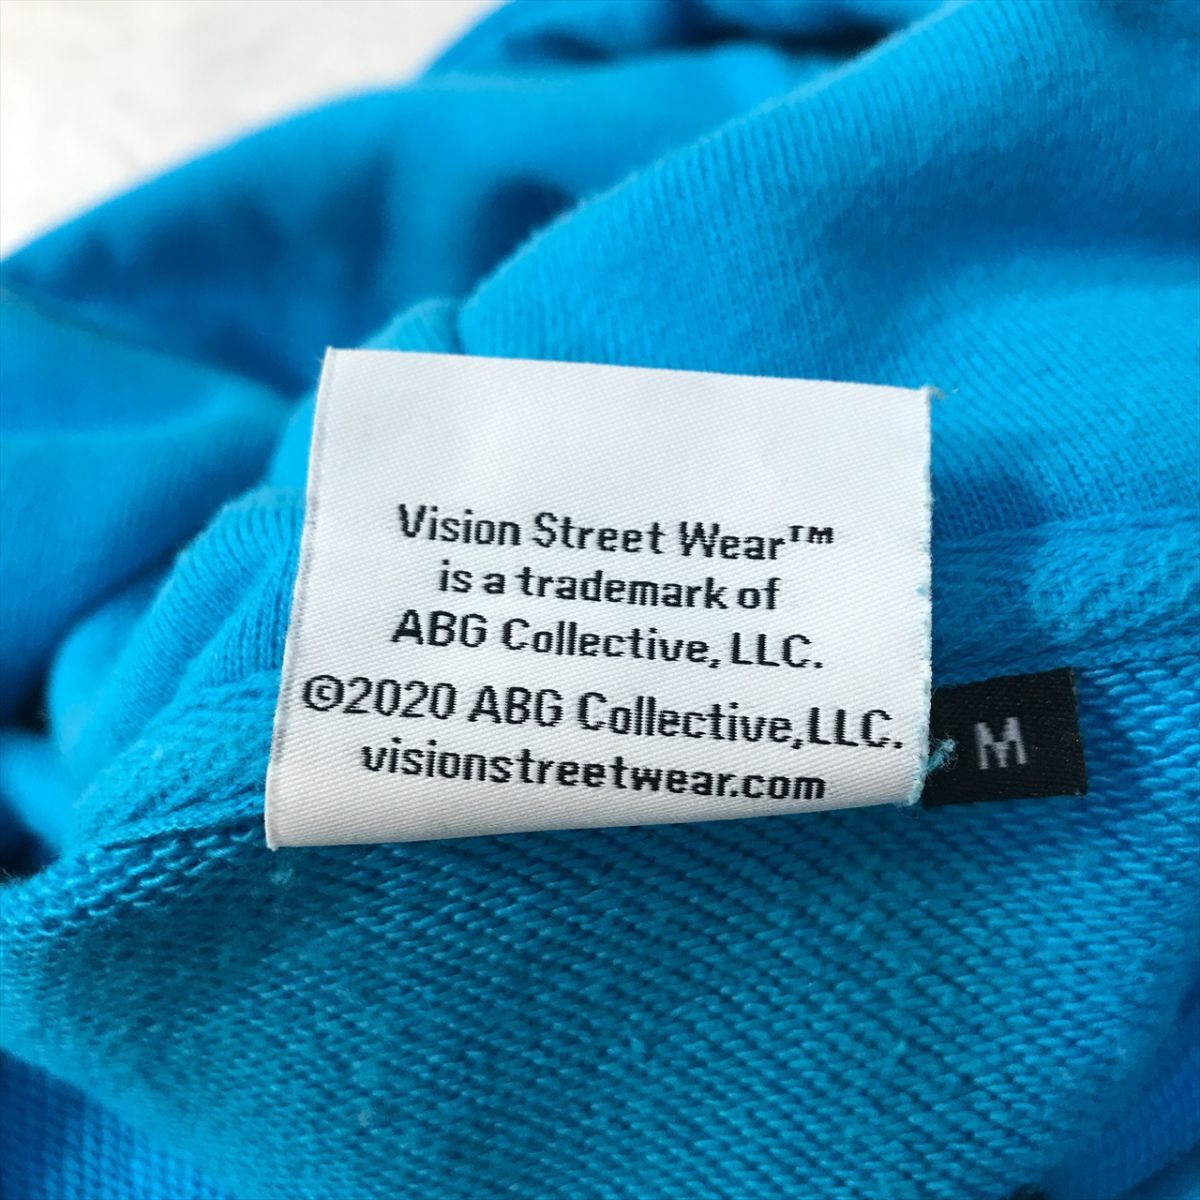 Vision Street Wear™
is a trademark of
ABG Collective, LLC.
©2020 ABG Collective,LLC.
visionstreetwear.com
M